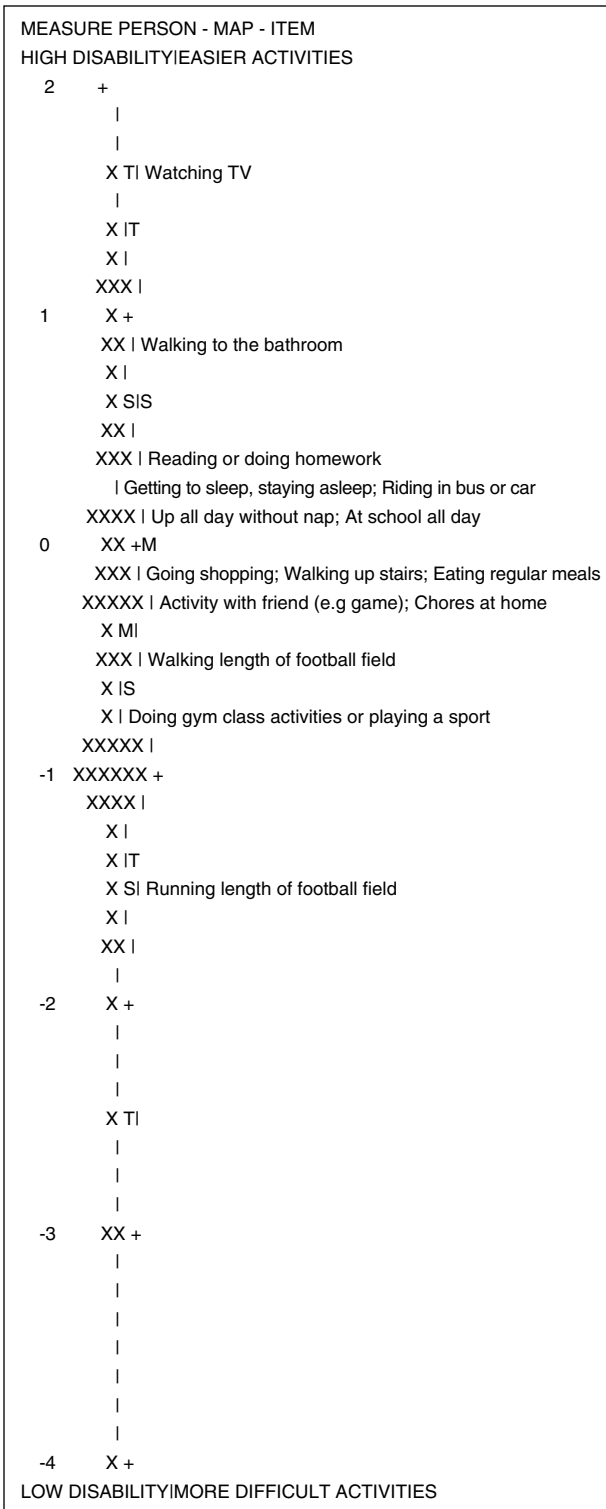 MEASURE PERSON - MAP - ITEM
HIGH DISABILITY|EASIER ACTIVITIES
2 +
|
|
X T| Watching TV
|
X |T
X |
XXX |
1 X +
XX | Walking to the bathroom
X |
X S|S
XX |
XXX | Reading or doing homework
| Getting to sleep, staying asleep; Riding in bus or car
XXXX | Up all day without nap; At school all day
0 XX +M
XXX | Going shopping; Walking up stairs; Eating regular meals
XXXXX | Activity with friend (e.g game); Chores at home
X M|
XXX | Walking length of football field
X |S
X | Doing gym class activities or playing a sport
XXXXX |
-1 XXXXXX +
XXXX |
X |
X |T
X S| Running length of football field
X |
XX |
|
-2 X +
|
|
|
X T|
|
|
|
-3 XX +
|
|
|
|
|
|
|
-4 X +
LOW DISABILITY|MORE DIFFICULT ACTIVITIES